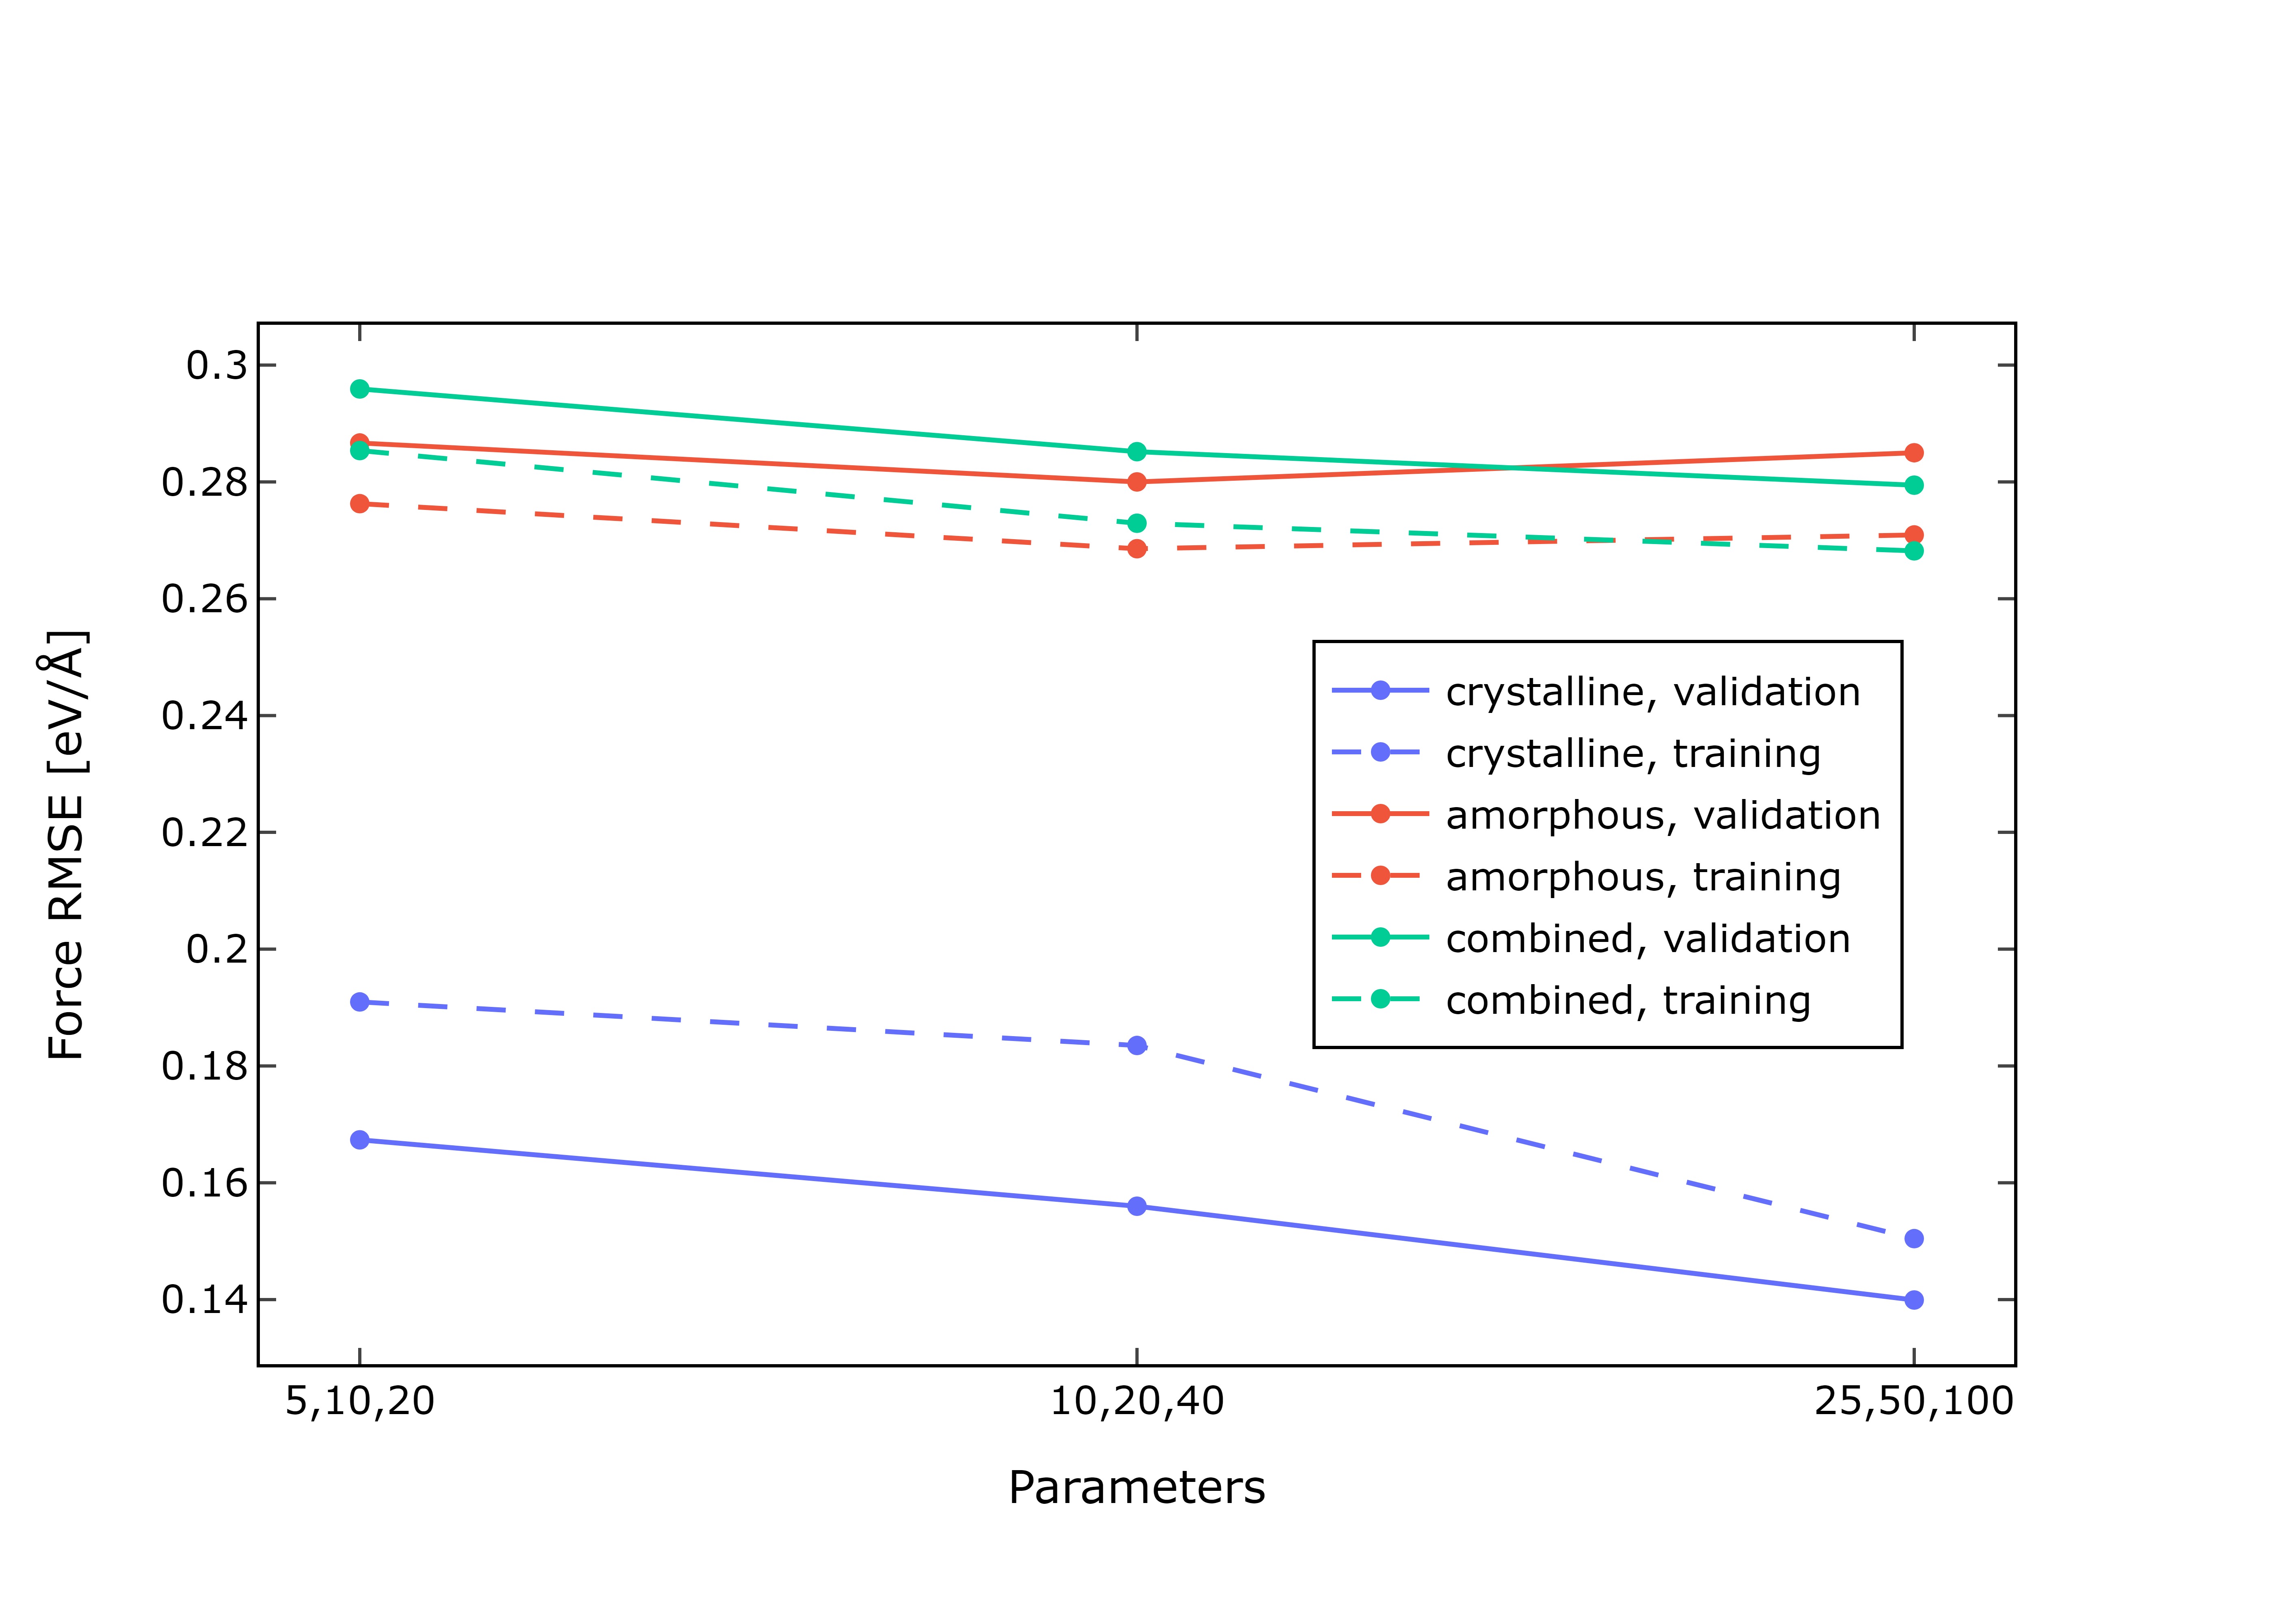 0.3
0.28
0.26
0.24
0.22
0.2
0.18
0.16
0.14
Force RMSE [eV/Å]
crystalline, validation
crystalline, training
amorphous, validation
amorphous, training
combined, validation
combined, training
5,10,20
10,20,40
25,50,100
Parameters